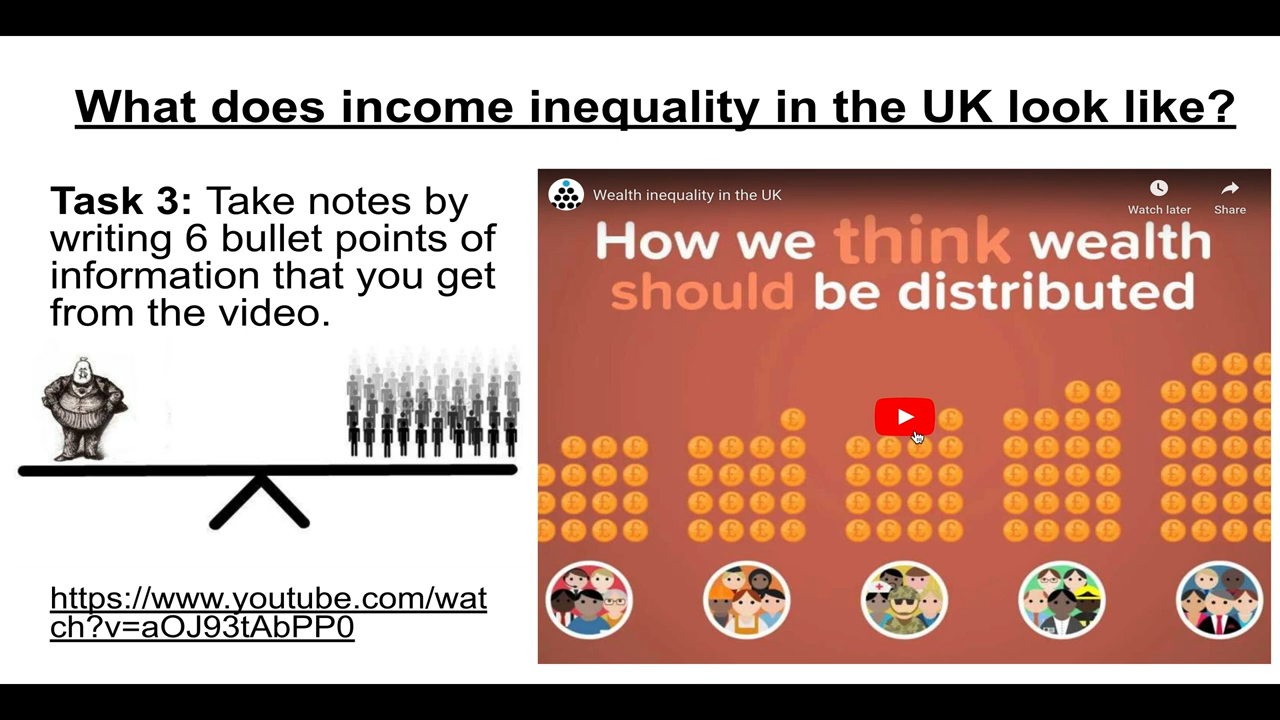 What does income inequality in the UK look like?
Task 3: Take notes by
writing 6 bullet points of
information that you get
from the video.
https://www.youtube.com/wat
ch?v=aOJ93tAbPP0
Wealth inequality in the UK
Watch later
Share
How we think wealth
should be distributed